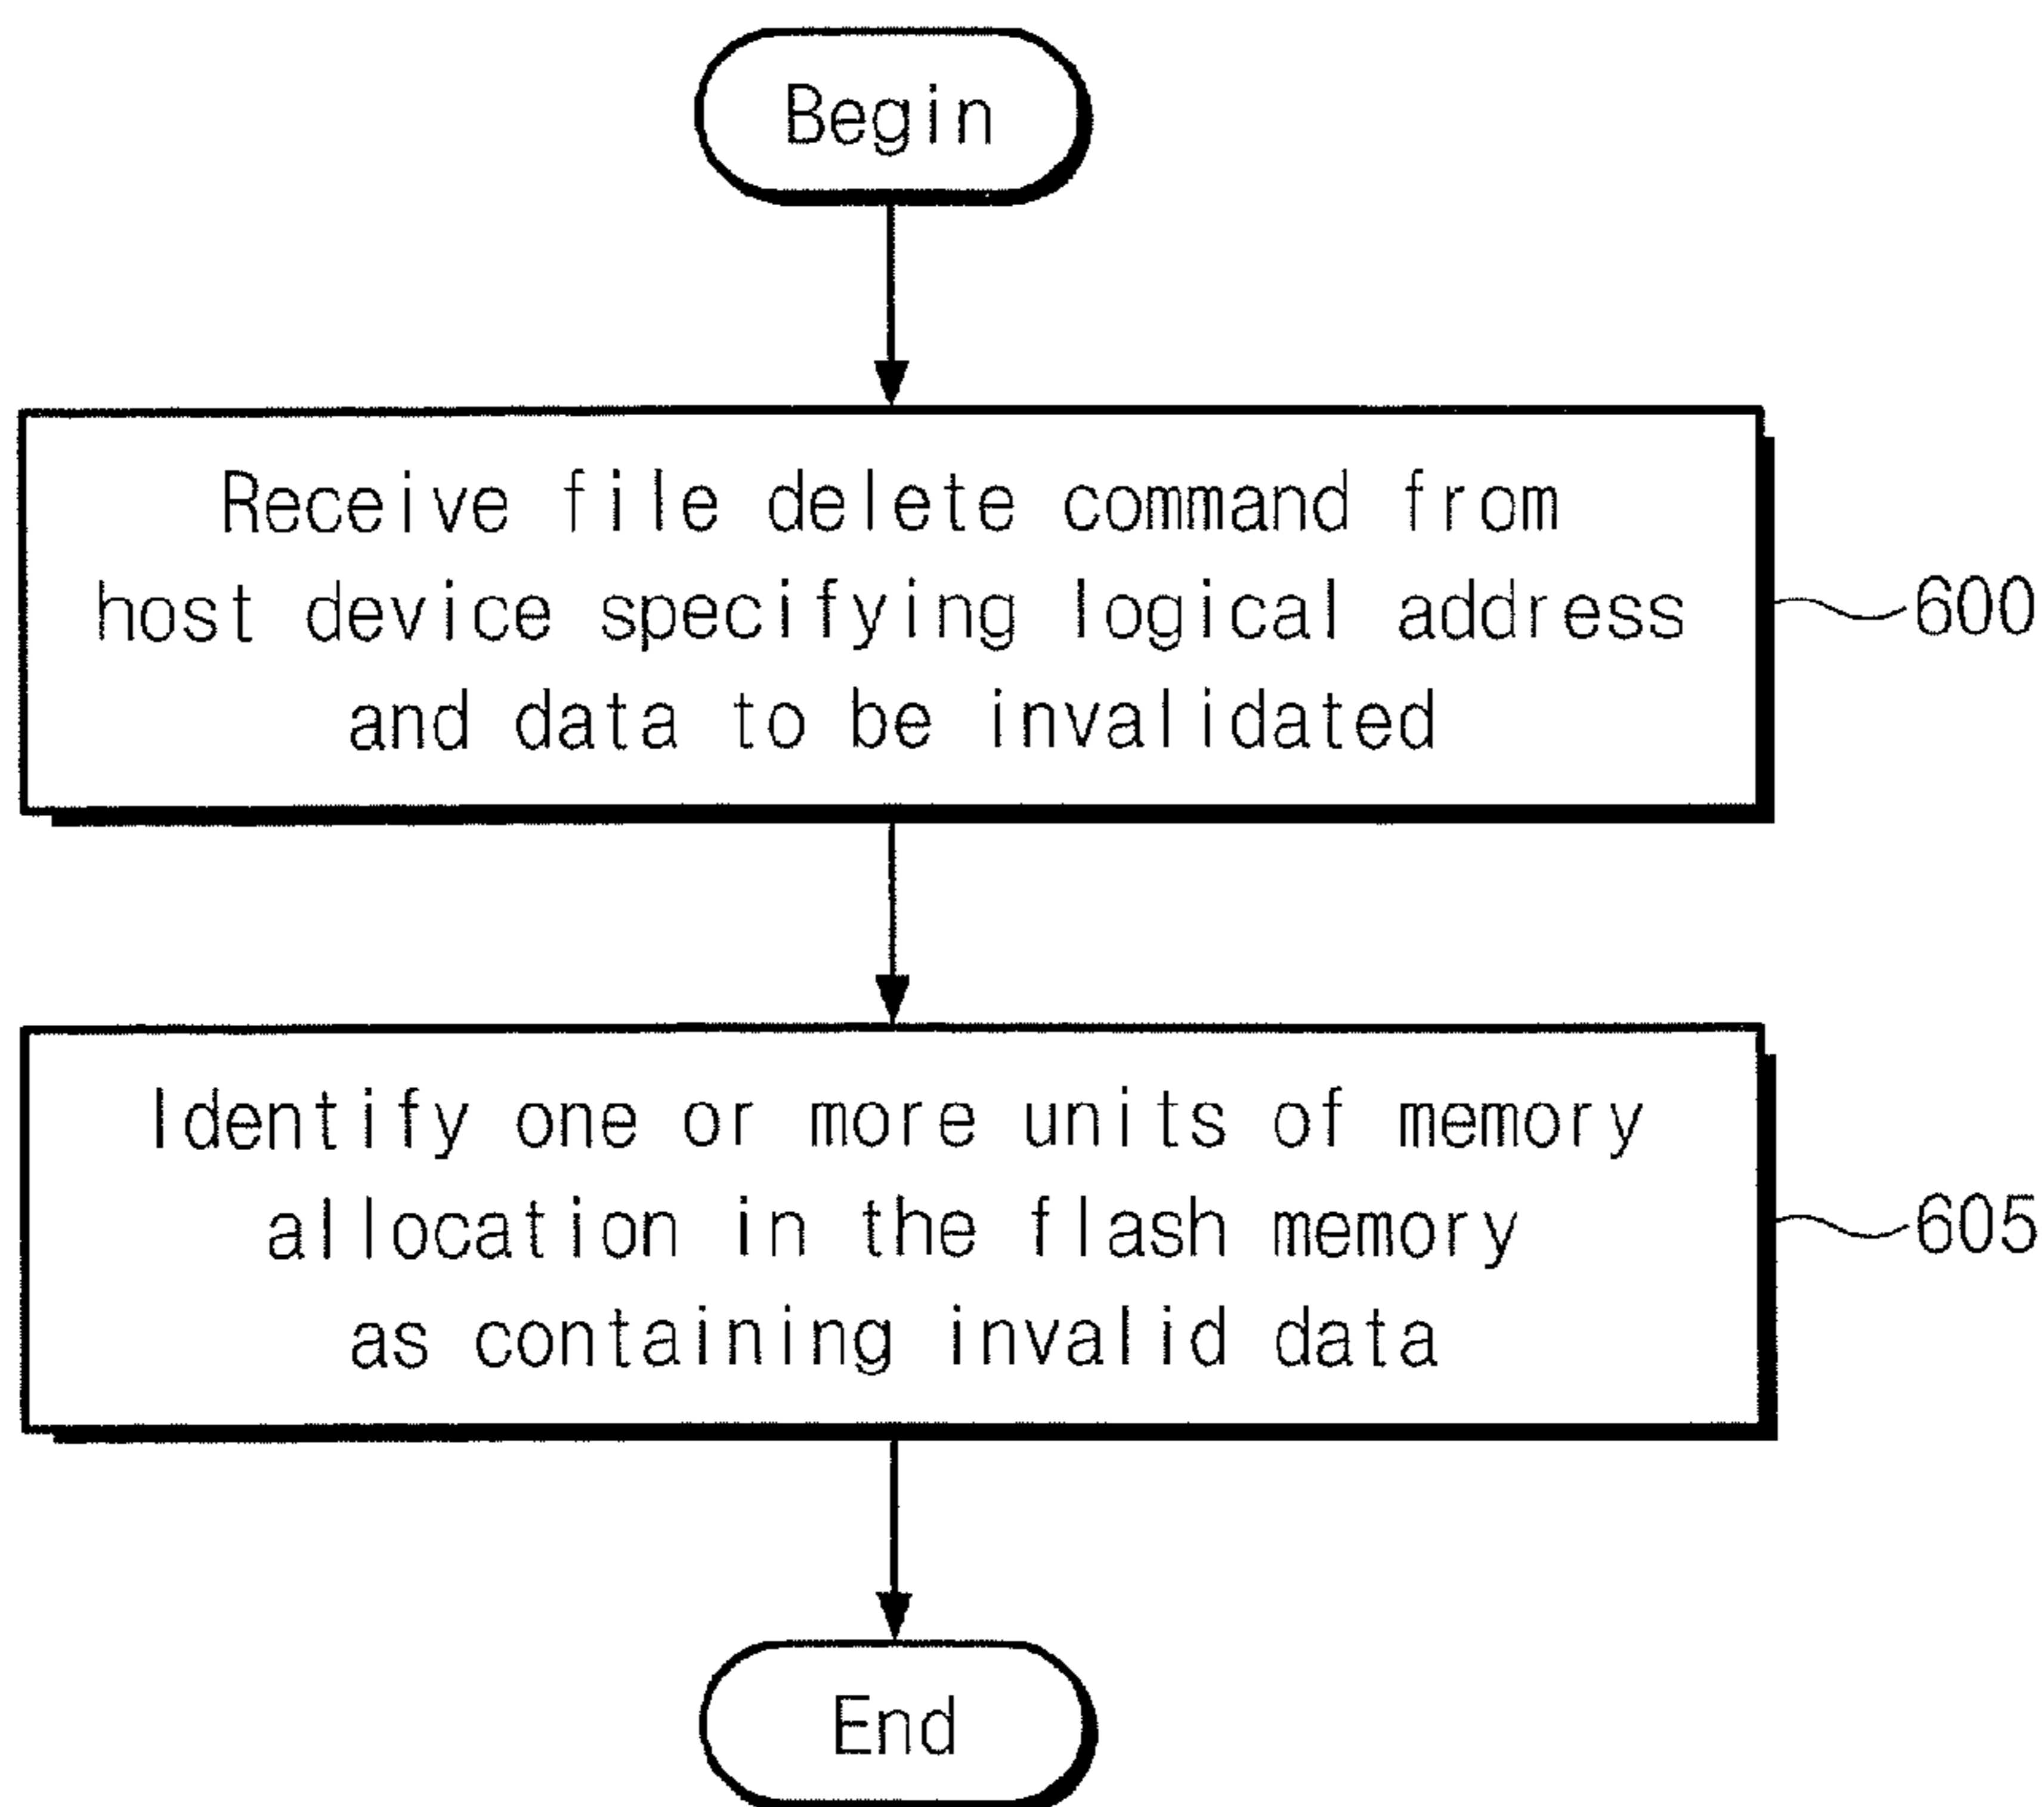 Begin
Receive file delete command from
host device specifying logical address
and data to be invalidated
600
Identify one or more units of memory
allocation in the flash memory
as containing invalid data
605
End